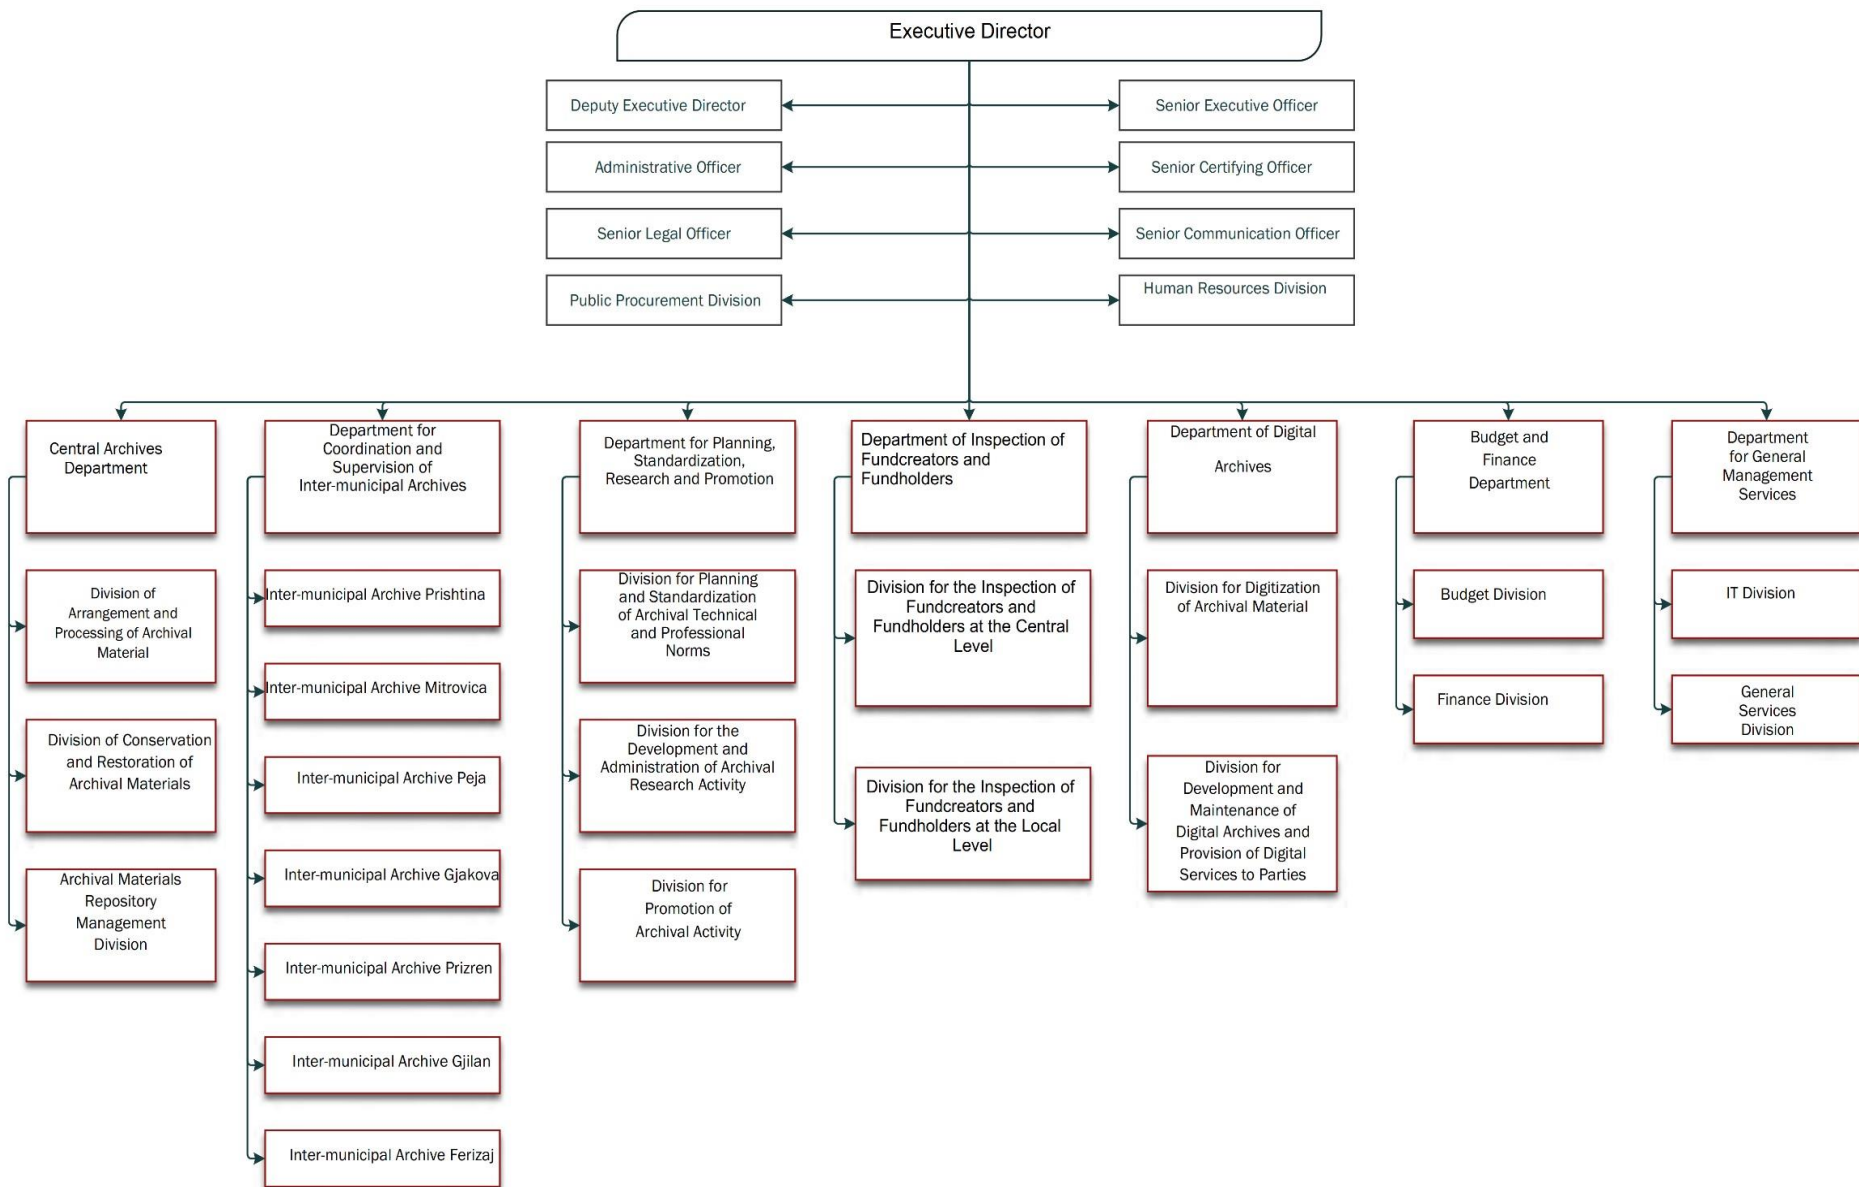 Executive Director
Deputy Executive Director
Senior Executive Officer
Administrative Officer
Senior Certifying Officer
Senior Legal Officer
Senior Communication Officer
Public Procurement Division
Human Resources Division
Central Archives
Department
Division of
Arrangement and
Processing of Archival
Material
Division of Conservation
and Restoration of
Archival Materials
Archival Materials
Repository
Management
Division
Department for
Coordination and
Supervision of
Inter-municipal Archives
Inter-municipal Archive Prishtina
Inter-municipal Archive Mitrovica
Inter-municipal Archive Peja
Inter-municipal Archive Gjakova
Inter-municipal Archive Prizren
Inter-municipal Archive Gjilan
Inter-municipal Archive Ferizaj
Department for Planning,
Standardization,
Research and Promotion
Division for Planning
and Standardization
of Archival Technical
and Professional
Norms
Division for the
Development and
Administration of Archival
Research Activity
Division for
Promotion of
Archival Activity
Department of Inspection of
Fundcreators and
Fundholders
Division for the Inspection of
Fundcreators and
Fundholders at the Central
Level
Division for the Inspection of
Fundcreators and
Fundholders at the Local
Level
Department of Digital
Archives
Division for Digitization
of Archival Material
Division for
Development and
Maintenance of
Digital Archives and
Provision of Digital
Services to Parties
Budget and
Finance
Department
Budget Division
Finance Division
Department
for General
Management
Services
IT Division
General
Services
Division